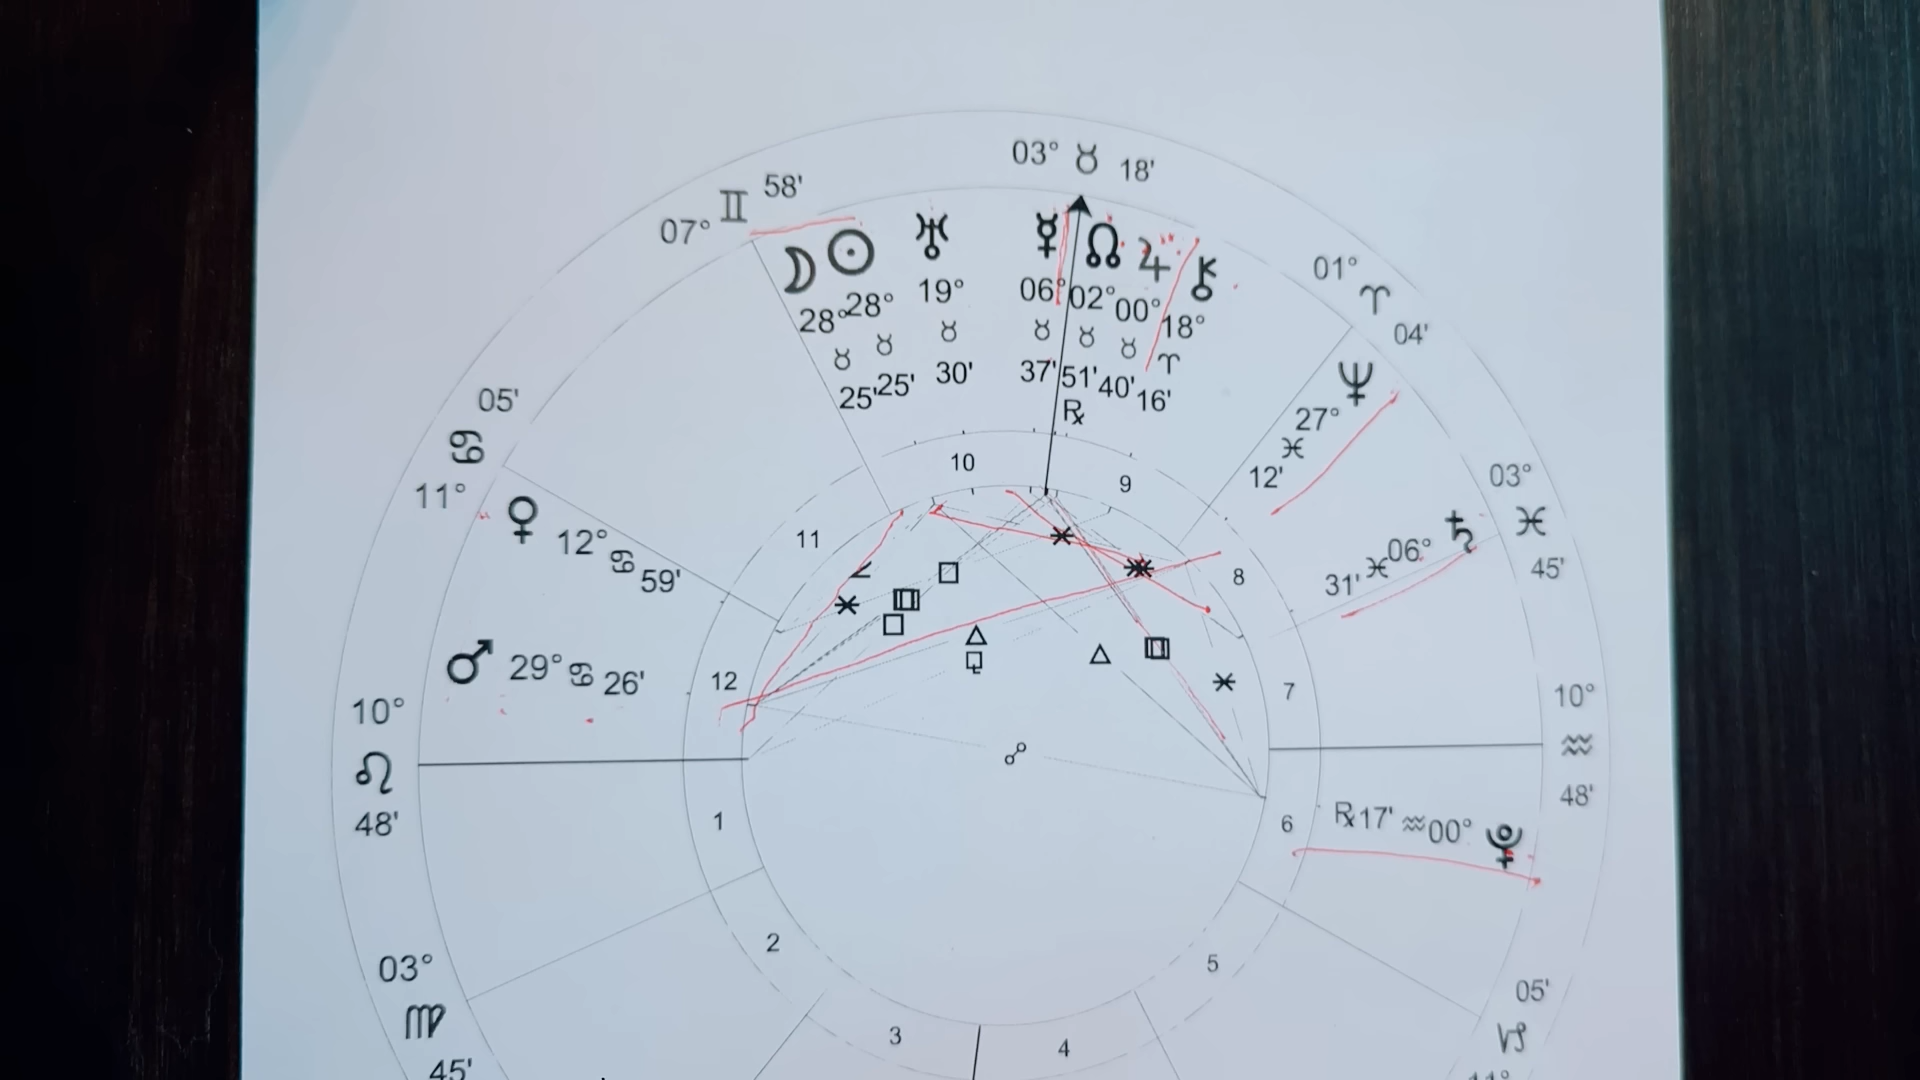 03° ♉ 18'
07° ♊ 58'
01° ♈ 04'
☽ 28° ♉ 25'
☉ 28° ♉ 25'
♅ 19° ♉ 30'
☿ 06° ♉ 37'
☊ 02° ♉ 51' ℞
♃ 00° ♉ 40'
⚷ 18° ♈ 16'
♆ 27° ♓ 12'
11° ♋ 05'
03° ♓ 45'
♄ 06° ♓ 31'
♀ 12° ♋ 59'
♂ 29° ♋ 26'
10° ♌ 48'
10° ♒ 48'
♇ 00° ♒ 17' ℞
03° ♍ 45'
05' ♑
10
9
11
8
12
7
1
6
2
5
3
4